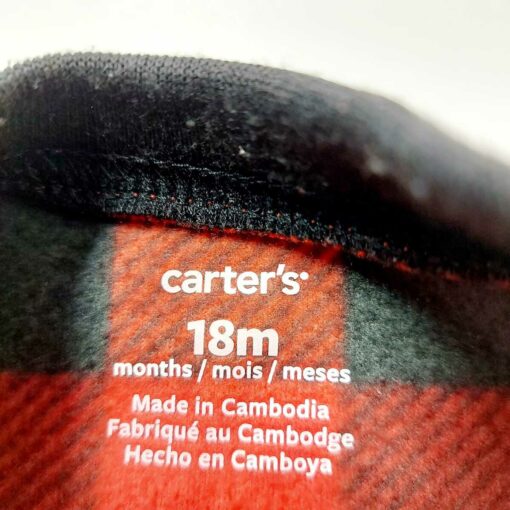 carter's
18m
months / mois / meses
Made in Cambodia
Fabriqué au Cambodge
Hecho en Camboya